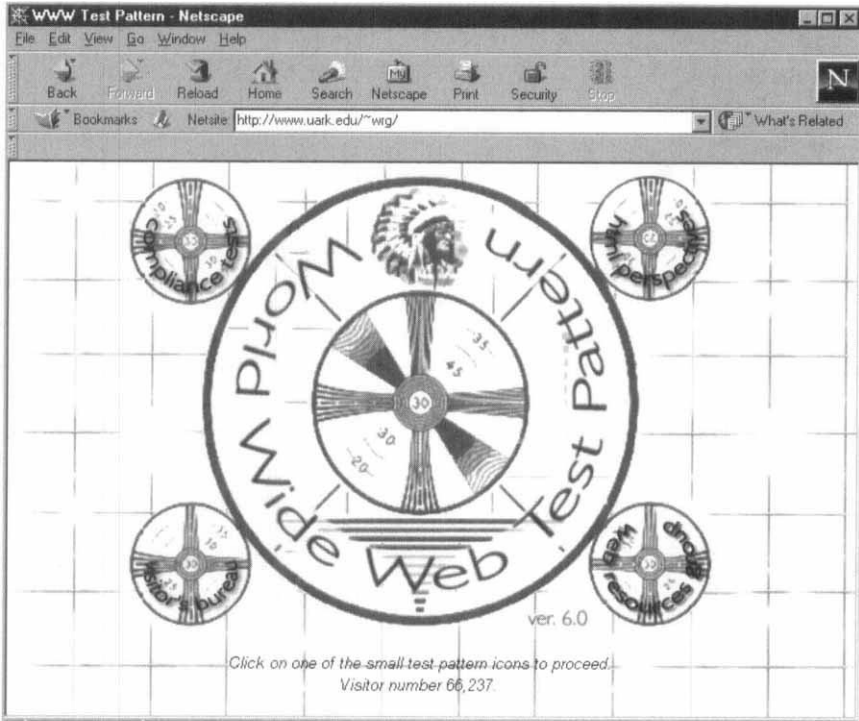 WWW Test Pattern - Netscape
File Edit View Go Window Help
My N
Back Forward Reload Home Search Netscape Print Security Stop
Bookmarks Netsite: http://www.uark.edu/~wrg/ What's Related
compliance tests
html perspectives
World Wide Web Test Pattern
35
45
30
30
20
visitor's bureau
web resources group
ver. 6.0
Click on one of the small test pattern icons to proceed.
Visitor number 66,237.